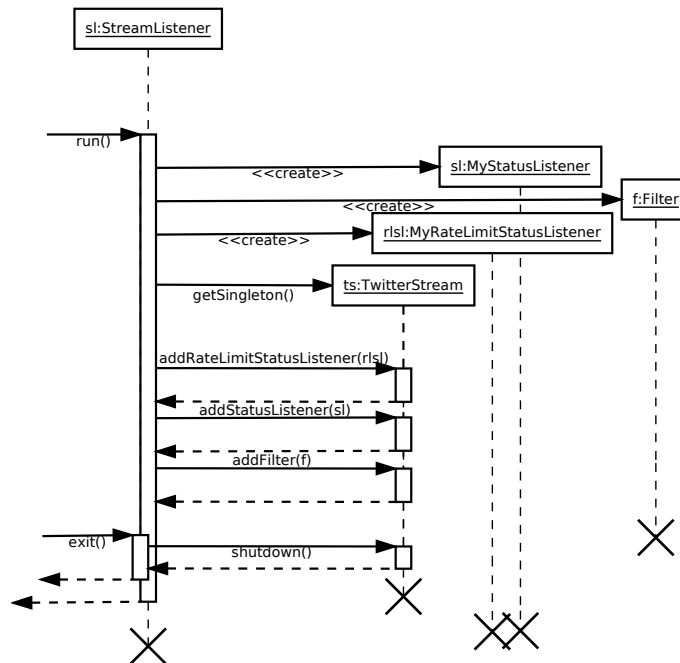 sl:StreamListener
run()
sl:MyStatusListener
<<create>>
f:Filter
<<create>>
rlsl:MyRateLimitStatusListener
<<create>>
ts:TwitterStream
getSingleton()
addRateLimitStatusListener(rlsl)
addStatusListener(sl)
addFilter(f)
exit()
shutdown()